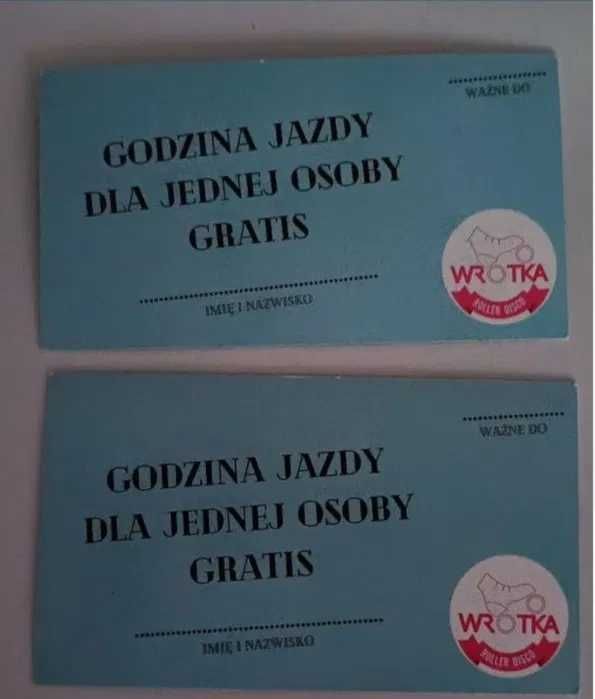 WAŻNE DO
GODZINA JAZDY
DLA JEDNEJ OSOBY
GRATIS
IMIĘ I NAZWISKO
WROTKA
ROLLER DISCO
WAŻNE DO
GODZINA JAZDY
DLA JEDNEJ OSOBY
GRATIS
IMIĘ I NAZWISKO
WROTKA
ROLLER DISCO